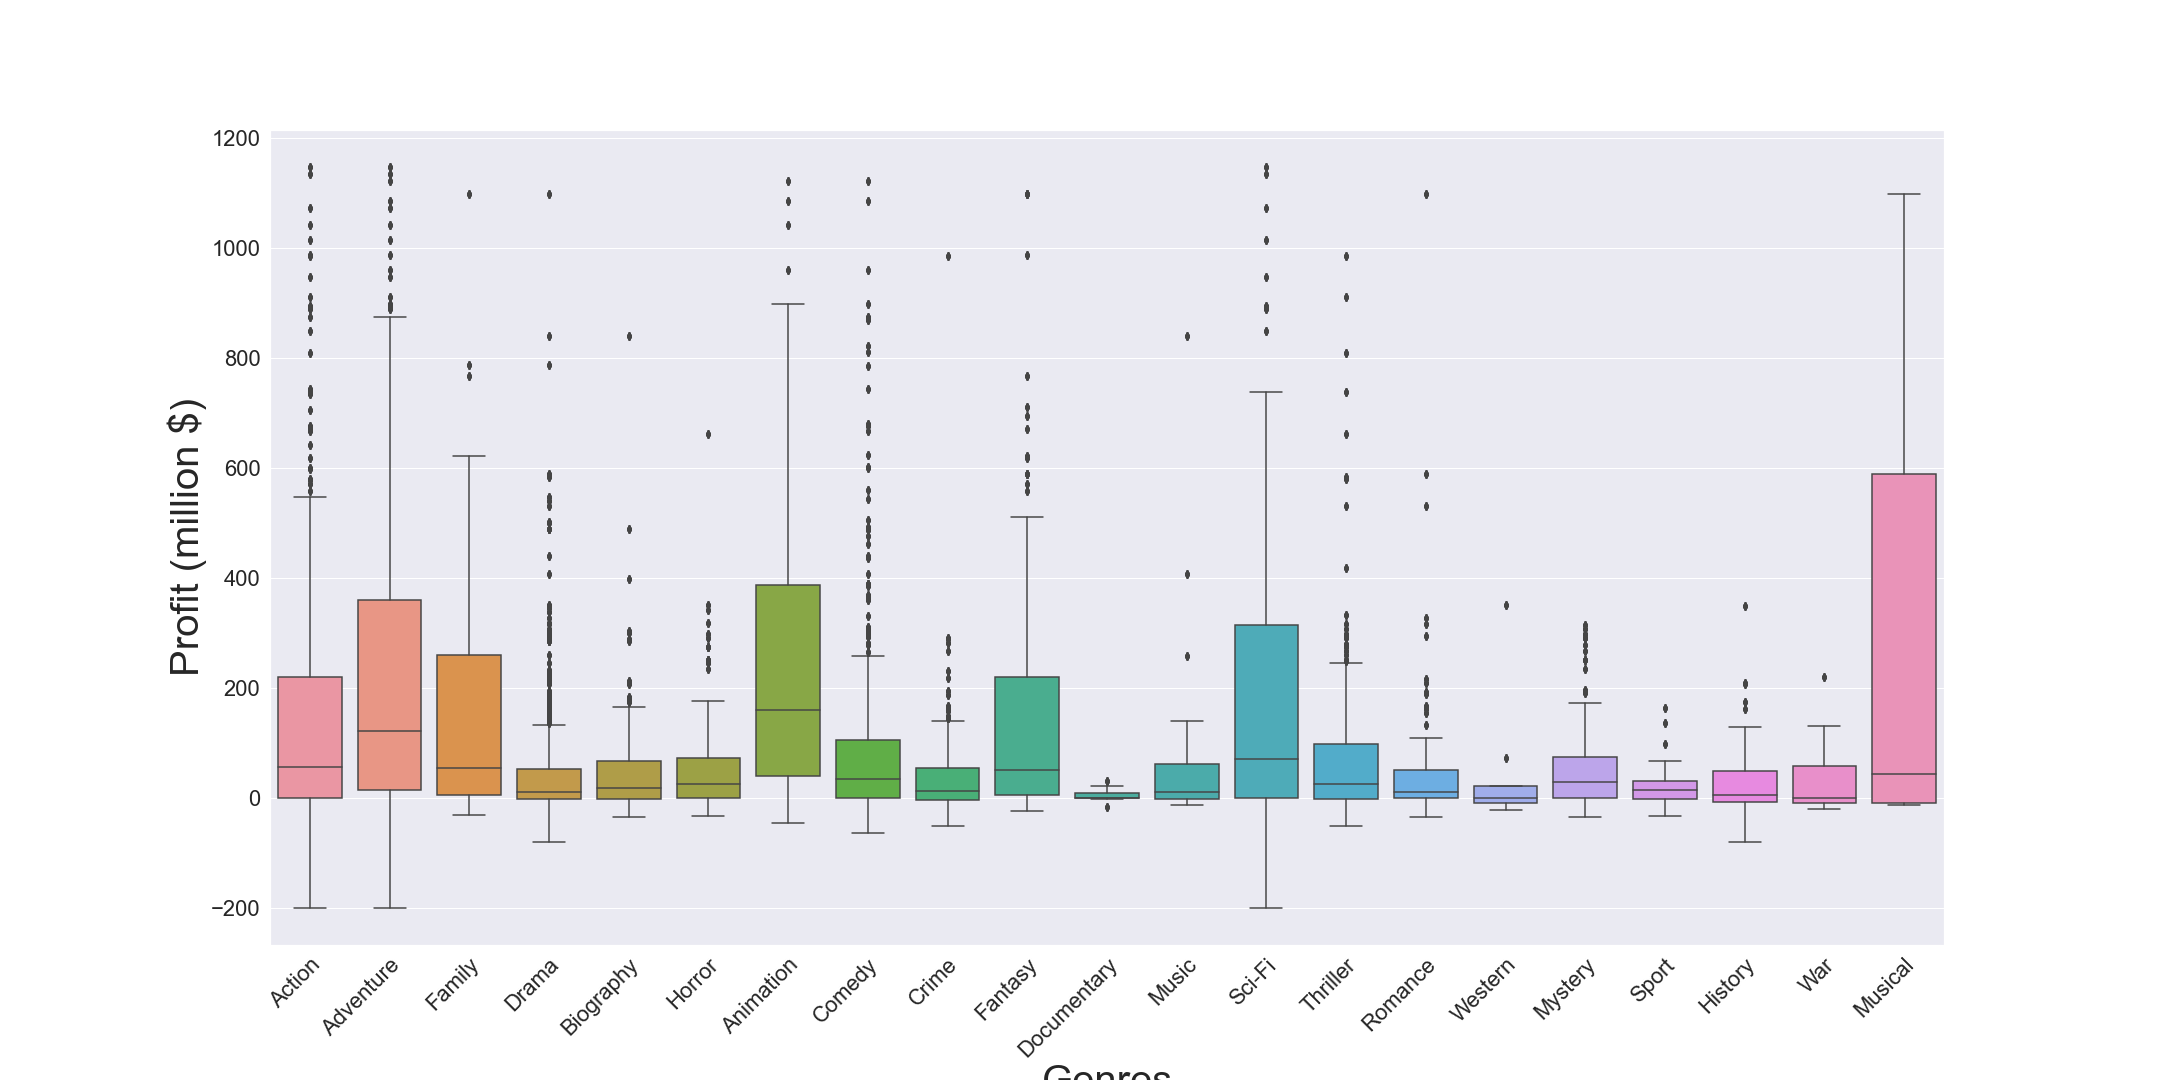 1200
1000
800
600
400
200
0
−200
Profit (million $)
Action
Adventure
Family
Drama
Biography
Horror
Animation
Comedy
Crime
Fantasy
Documentary
Music
Sci-Fi
Thriller
Romance
Western
Mystery
Sport
History
War
Musical
Genres